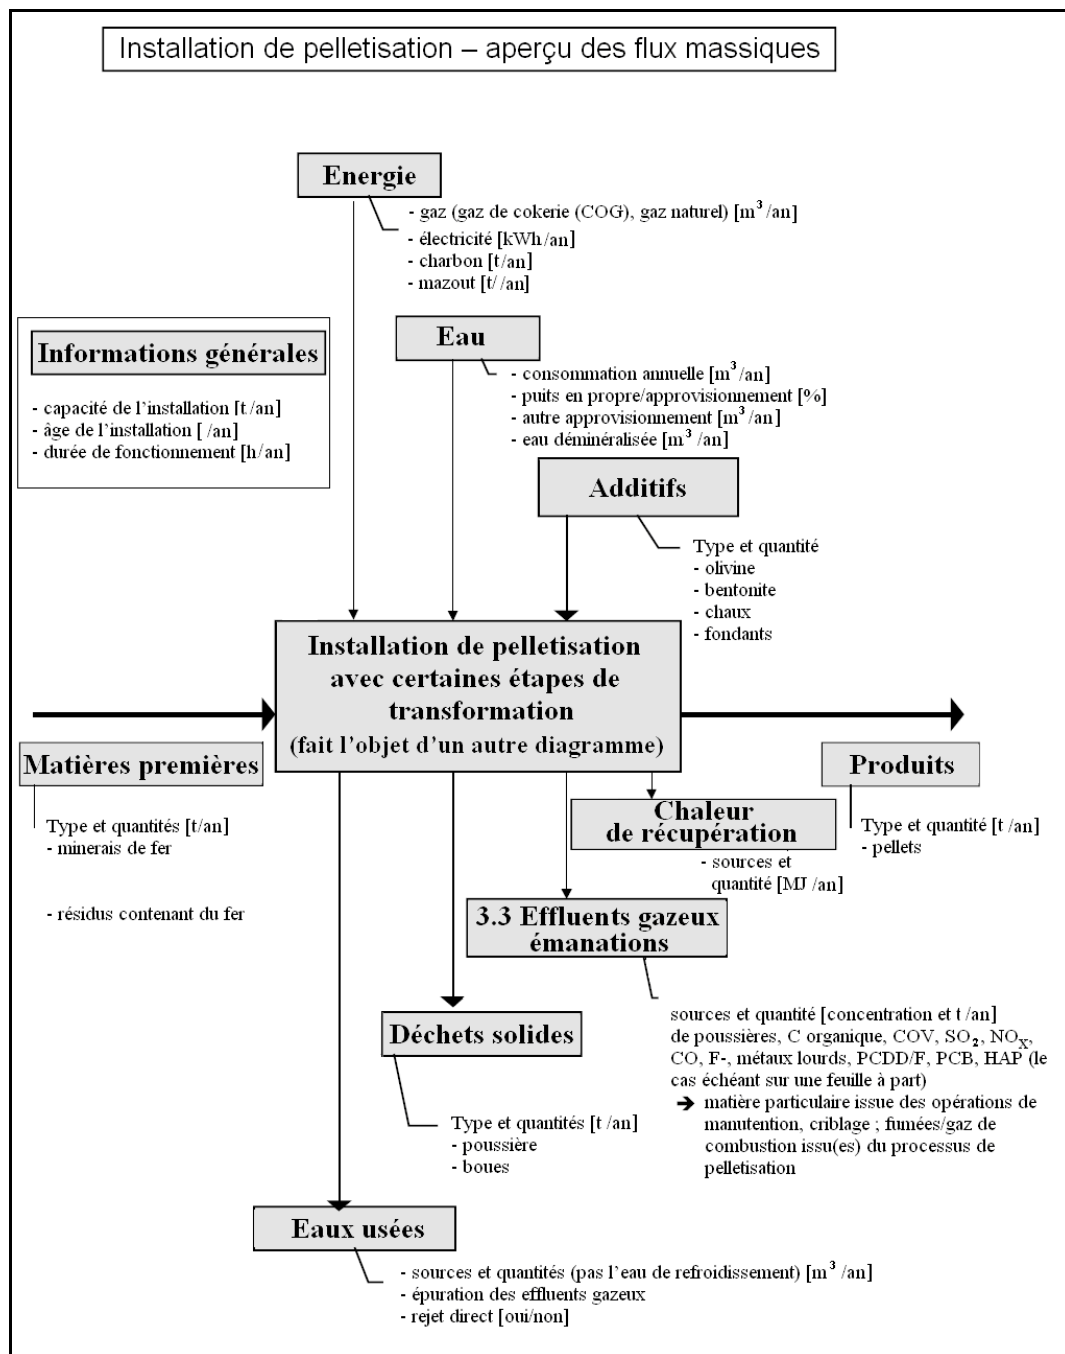 Installation de pelletisation – aperçu des flux massiques
Energie
- gaz (gaz de cokerie (COG), gaz naturel) [m³/an]
- électricité [kWh/an]
- charbon [t/an]
- mazout [t//an]
Informations générales
- capacité de l'installation [t/an]
- âge de l'installation [ /an]
- durée de fonctionnement [h/an]
Eau
- consommation annuelle [m³/an]
- puits en propre/approvisionnement [%]
- autre approvisionnement [m³/an]
- eau déminéralisée [m³/an]
Additifs
Type et quantité
- olivine
- bentonite
- chaux
- fondants
Installation de pelletisation
avec certaines étapes de
transformation
(fait l'objet d'un autre diagramme)
Matières premières
Type et quantités [t/an]
- minerais de fer
- résidus contenant du fer
Produits
Type et quantité [t/an]
- pellets
Chaleur
de récupération
- sources et
quantité [MJ/an]
3.3 Effluents gazeux
émanations
sources et quantité [concentration et t/an]
de poussières, C organique, COV, SO₂, NOX,
CO, F-, métaux lourds, PCDD/F, PCB, HAP (le
cas échéant sur une feuille à part)
➔ matière particulaire issue des opérations de
manutention, criblage ; fumées/gaz de
combustion issu(es) du processus de
pelletisation
Déchets solides
Type et quantités [t/an]
- poussière
- boues
Eaux usées
- sources et quantités (pas l'eau de refroidissement) [m³/an]
- épuration des effluents gazeux
- rejet direct [oui/non]